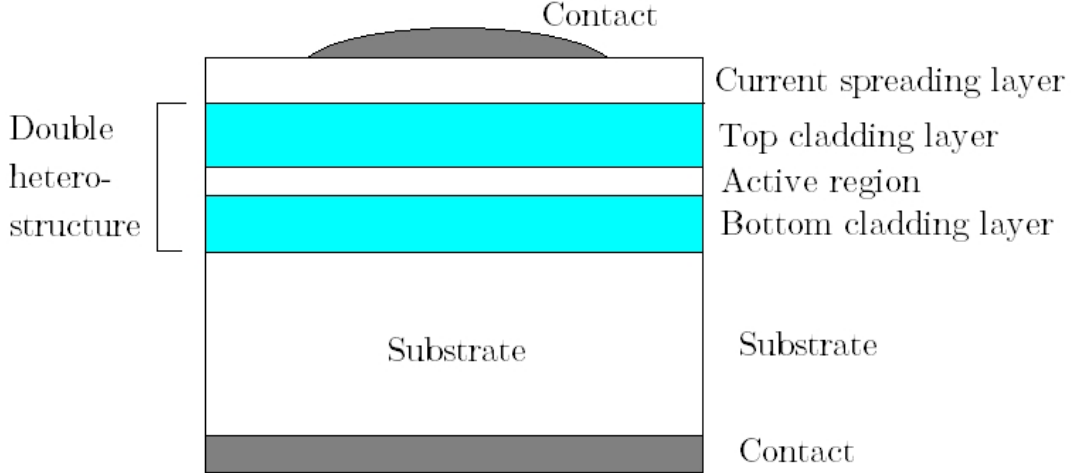 Contact
Current spreading layer
Double
hetero-
structure
Top cladding layer
Active region
Bottom cladding layer
Substrate
Substrate
Contact